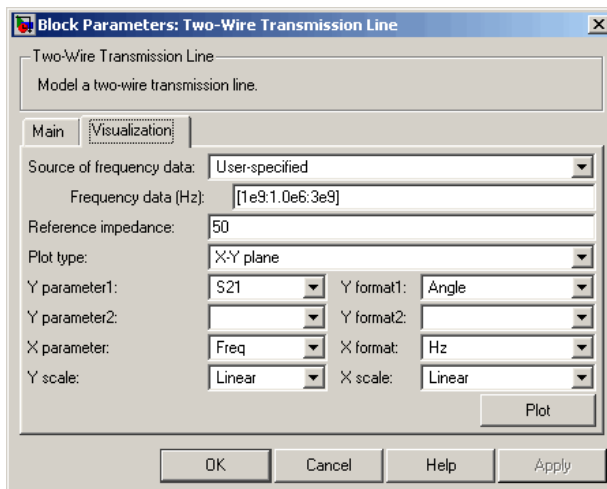 Block Parameters: Two-Wire Transmission Line
Two-Wire Transmission Line
Model a two-wire transmission line.
Main Visualization
Source of frequency data: User-specified
Frequency data (Hz): [1e9:1.0e6:3e9]
Reference impedance: 50
Plot type: X-Y plane
Y parameter1: S21 Y format1: Angle
Y parameter2: Y format2:
X parameter: Freq X format: Hz
Y scale: Linear X scale: Linear
Plot
OK Cancel Help Apply